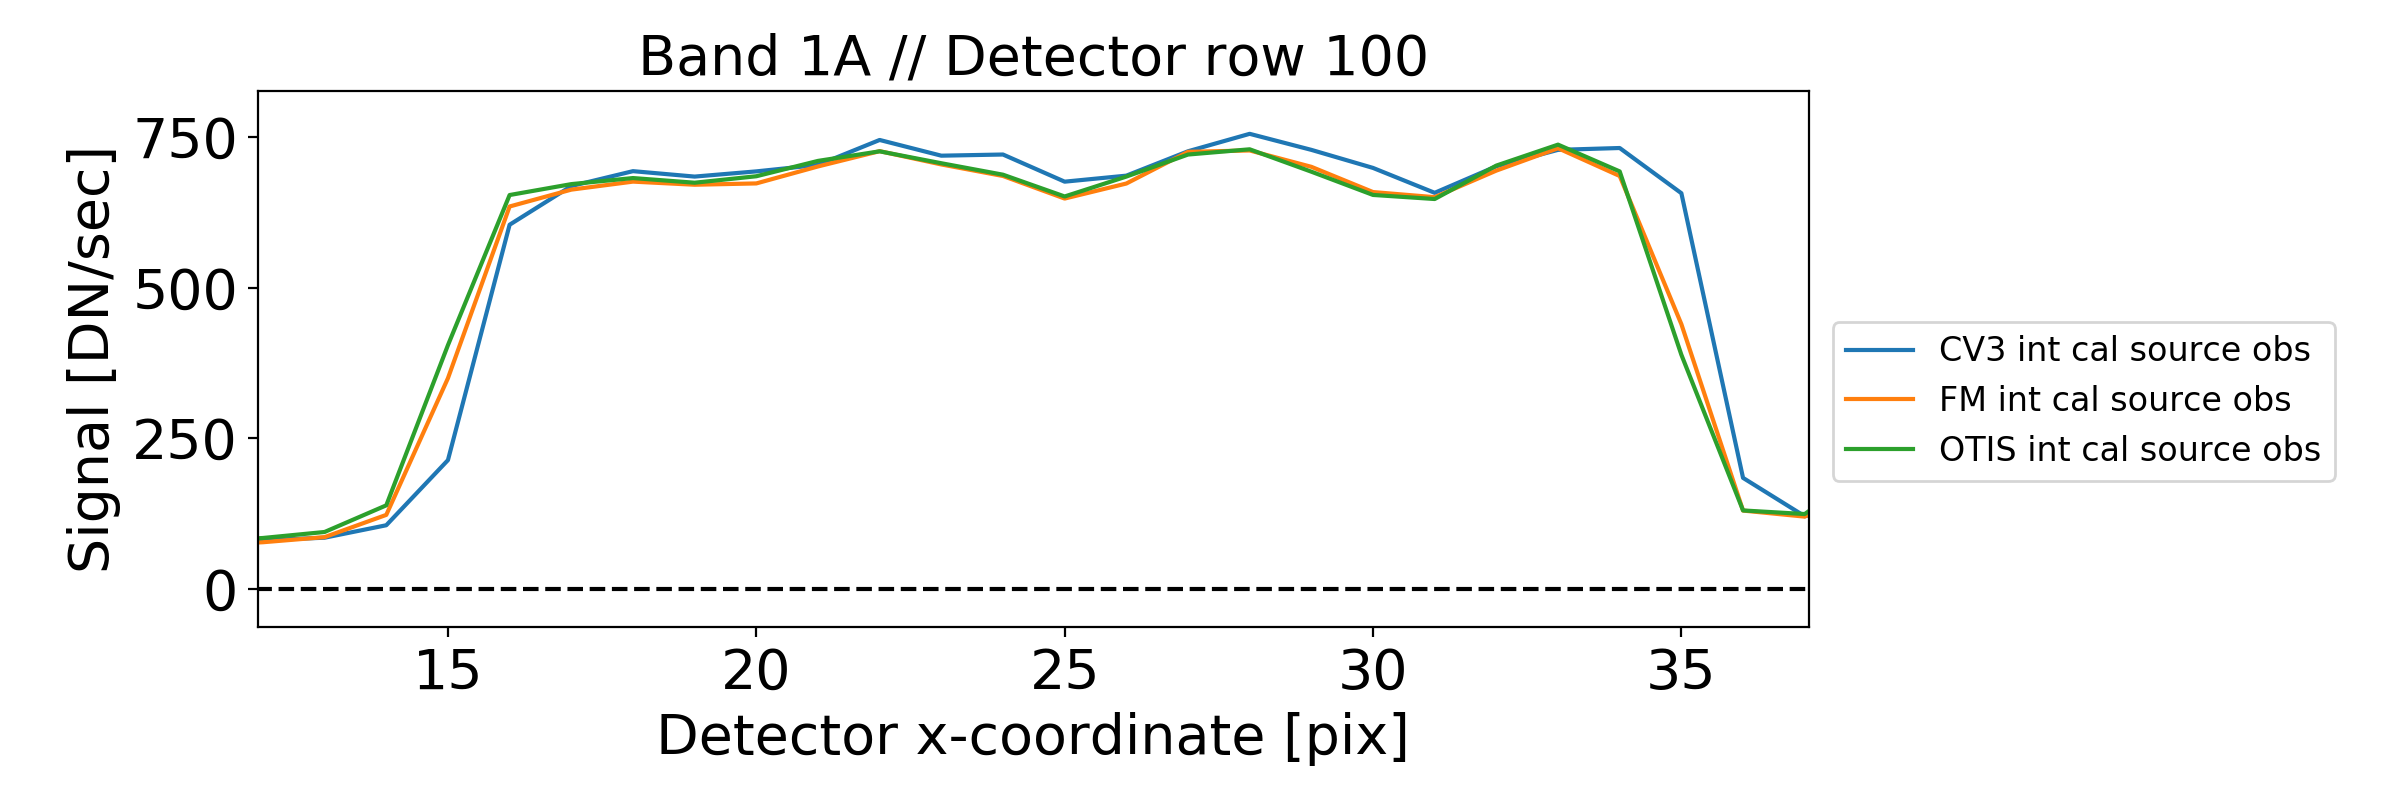 Band 1A // Detector row 100
Signal [DN/sec]
750
500
250
0
15 20 25 30 35
Detector x-coordinate [pix]
CV3 int cal source obs
FM int cal source obs
OTIS int cal source obs